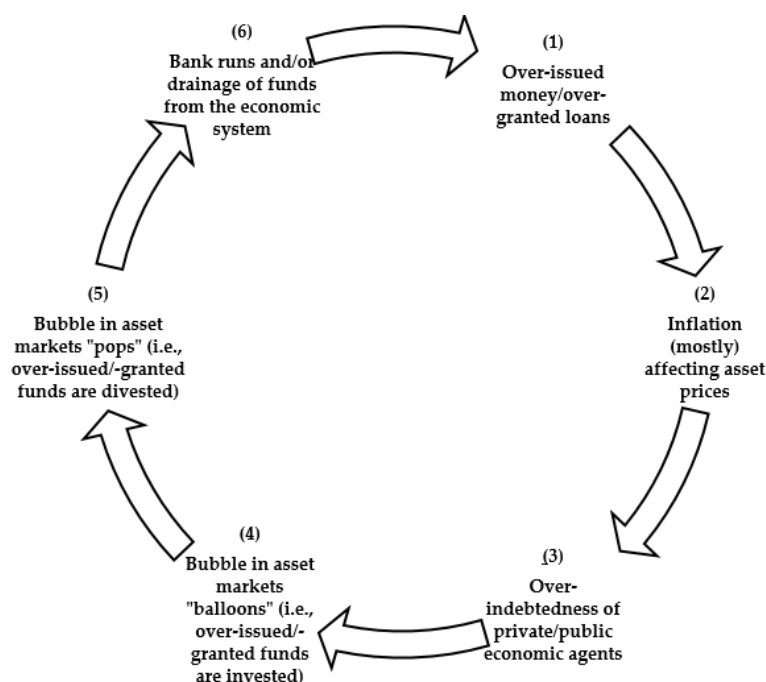 (1)
Over-issued
money/over-
granted loans
(2)
Inflation
(mostly)
affecting asset
prices
(3)
Over-
indebtedness of
private/public
economic agents
(4)
Bubble in asset
markets
"balloons" (i.e.,
over-issued/-
granted funds
are invested)
(5)
Bubble in asset
markets "pops" (i.e.,
over-issued/-granted
funds are divested)
(6)
Bank runs and/or
drainage of funds
from the economic
system